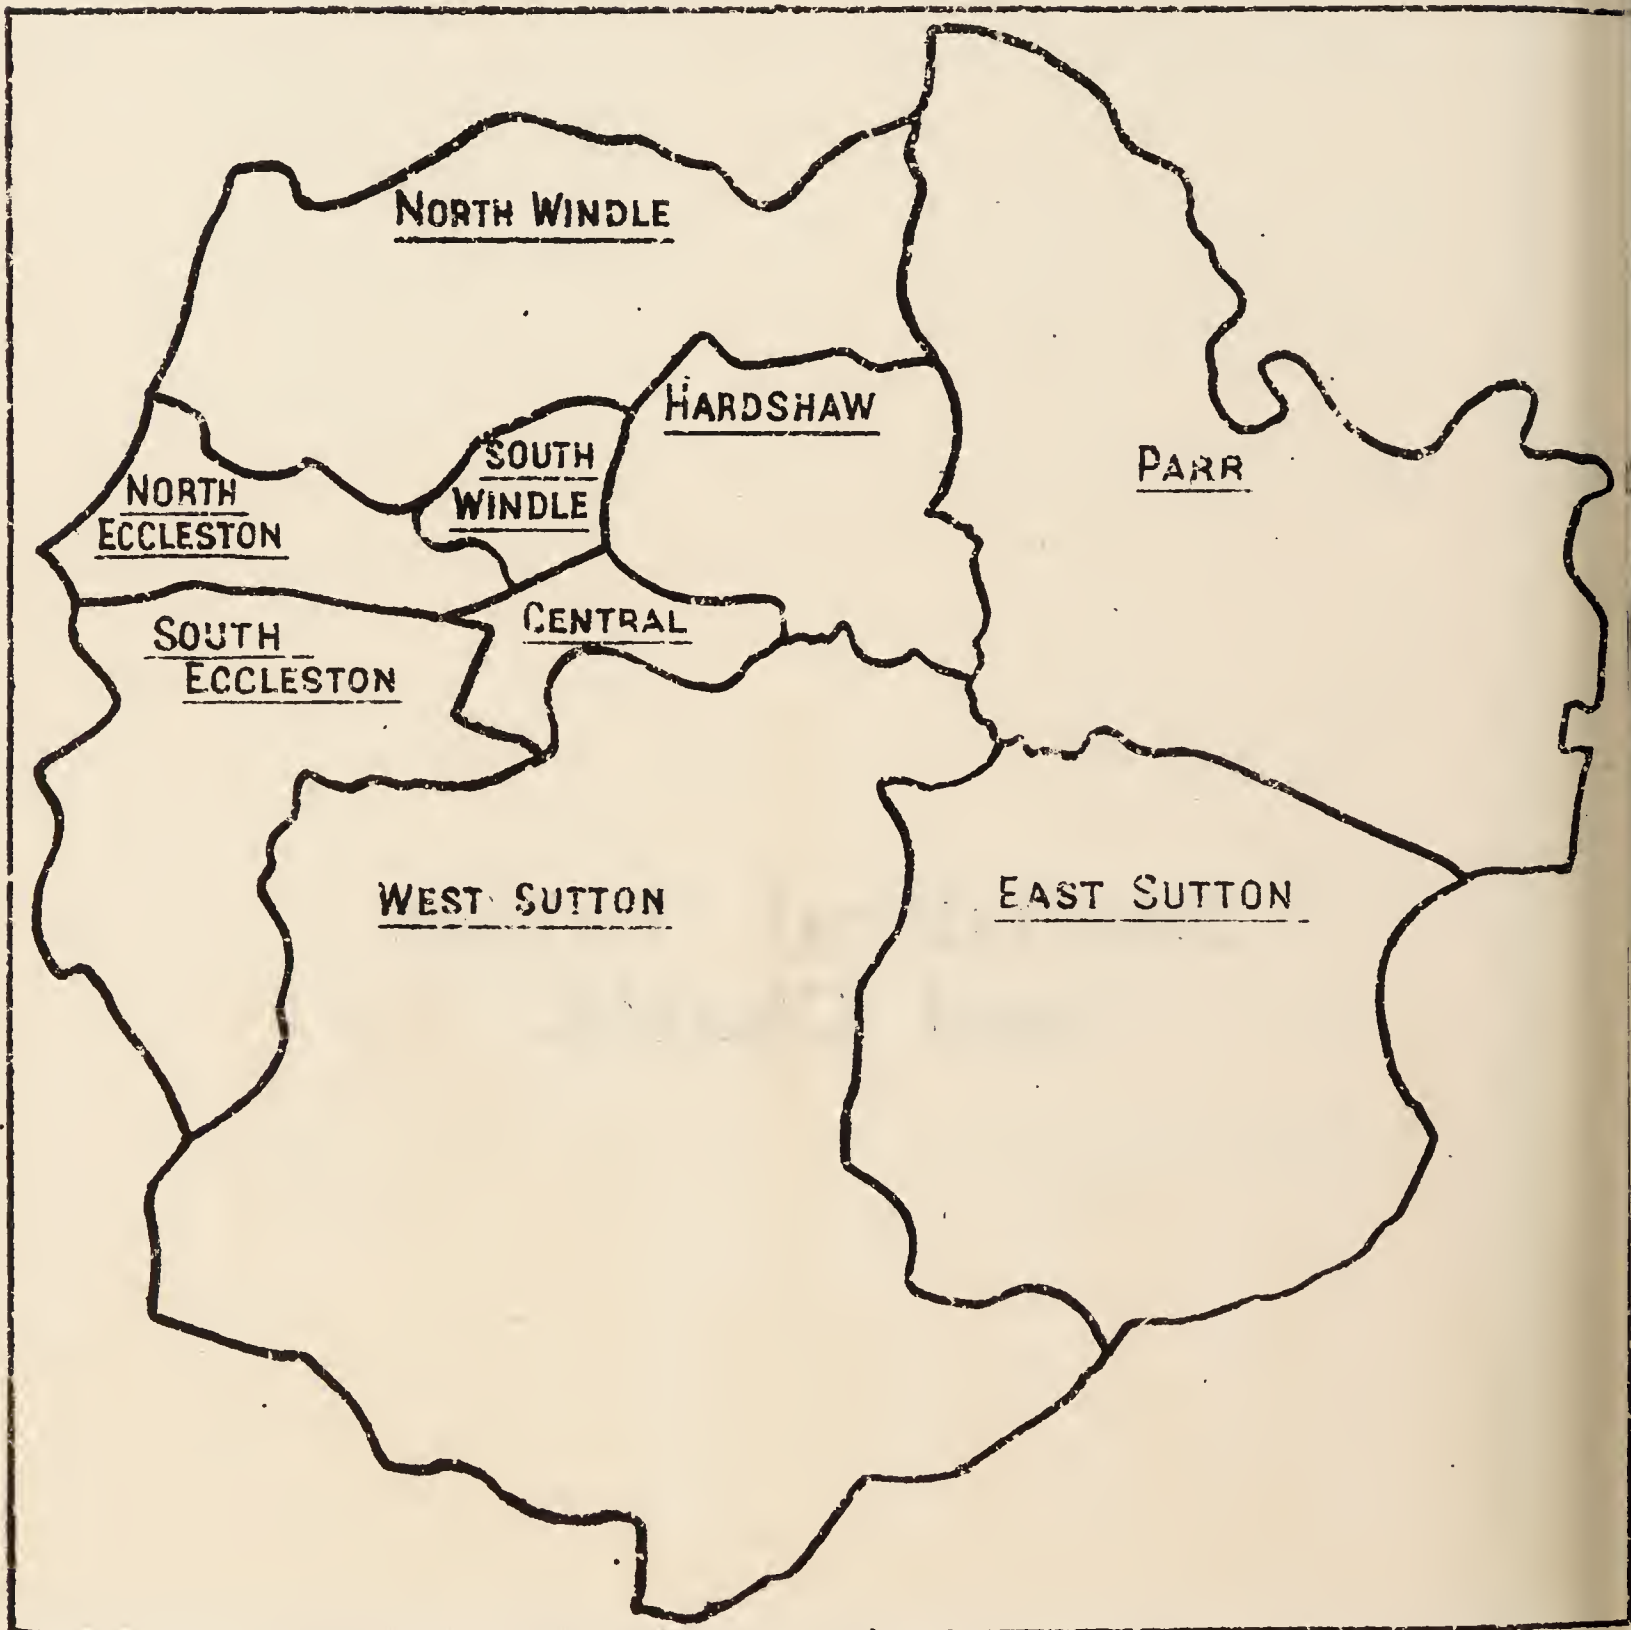 NORTH WINDLE
HARDSHAW
SOUTH
WINDLE
PARR
NORTH
ECCLESTON
CENTRAL
SOUTH
ECCLESTON
WEST SUTTON
EAST SUTTON